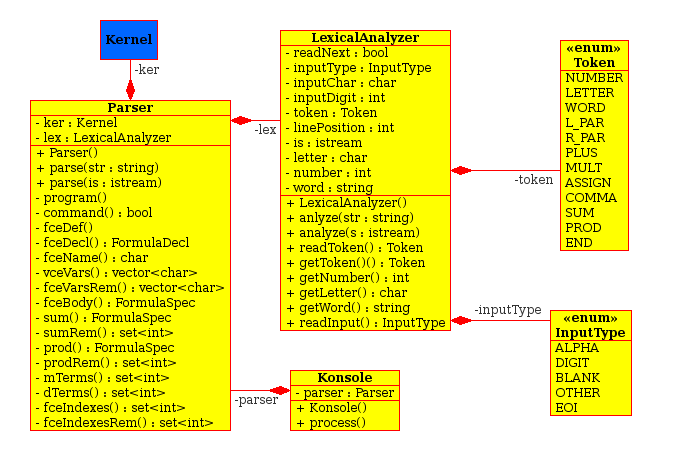 Kernel
-ker
Parser
- ker : Kernel
- lex : LexicalAnalyzer
+ Parser()
+ parse(str : string)
+ parse(is : istream)
- program()
- command() : bool
- fceDef()
- fceDecl() : FormulaDecl
- fceName() : char
- vceVars() : vector<char>
- fceVarsRem() : vector<char>
- fceBody() : FormulaSpec
- sum() : FormulaSpec
- sumRem() : set<int>
- prod() : FormulaSpec
- prodRem() : set<int>
- mTerms() : set<int>
- dTerms() : set<int>
- fceIndexes() : set<int>
- fceIndexesRem() : set<int>
-lex
LexicalAnalyzer
- readNext : bool
- inputType : InputType
- inputChar : char
- inputDigit : int
- token : Token
- linePosition : int
- is : istream
- letter : char
- number : int
- word : string
+ LexicalAnalyzer()
+ anlyze(str : string)
+ analyze(s : istream)
+ readToken() : Token
+ getToken()() : Token
+ getNumber() : int
+ getLetter() : char
+ getWord() : string
+ readInput() : InputType
-token
«enum»
Token
NUMBER
LETTER
WORD
L_PAR
R_PAR
PLUS
MULT
ASSIGN
COMMA
SUM
PROD
END
-inputType
«enum»
InputType
ALPHA
DIGIT
BLANK
OTHER
EOI
-parser
Konsole
- parser : Parser
+ Konsole()
+ process()